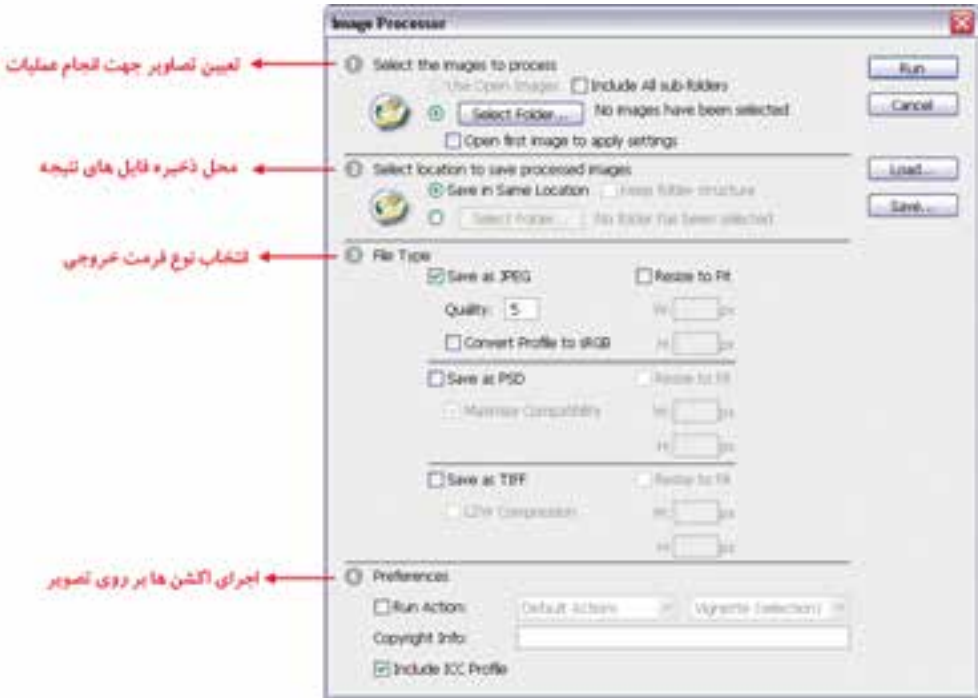 Image Processor
تعیین تصاویر جهت انجام عملیات
Select the images to process
Use Open Images
Include All sub-folders
Select Folder...
No images have been selected
Open first image to apply settings
Run
Cancel
محل ذخیره فایل های نتیجه
Select location to save processed images
Save in Same Location
Keep folder structure
Select Folder...
No folder has been selected
Load...
Save...
انتخاب نوع فرمت خروجی
File Type
Save as JPEG
Resize to Fit
Quality: 5
W: px
Convert Profile to sRGB
H: px
Save as PSD
Resize to Fit
Maximize Compatibility
W: px
H: px
Save as TIFF
Resize to Fit
LZW Compression
W: px
H: px
اجرای اکشن ها بر روی تصویر
Preferences
Run Action:
Default Actions
Vignette (selection)
Copyright Info:
Include ICC Profile